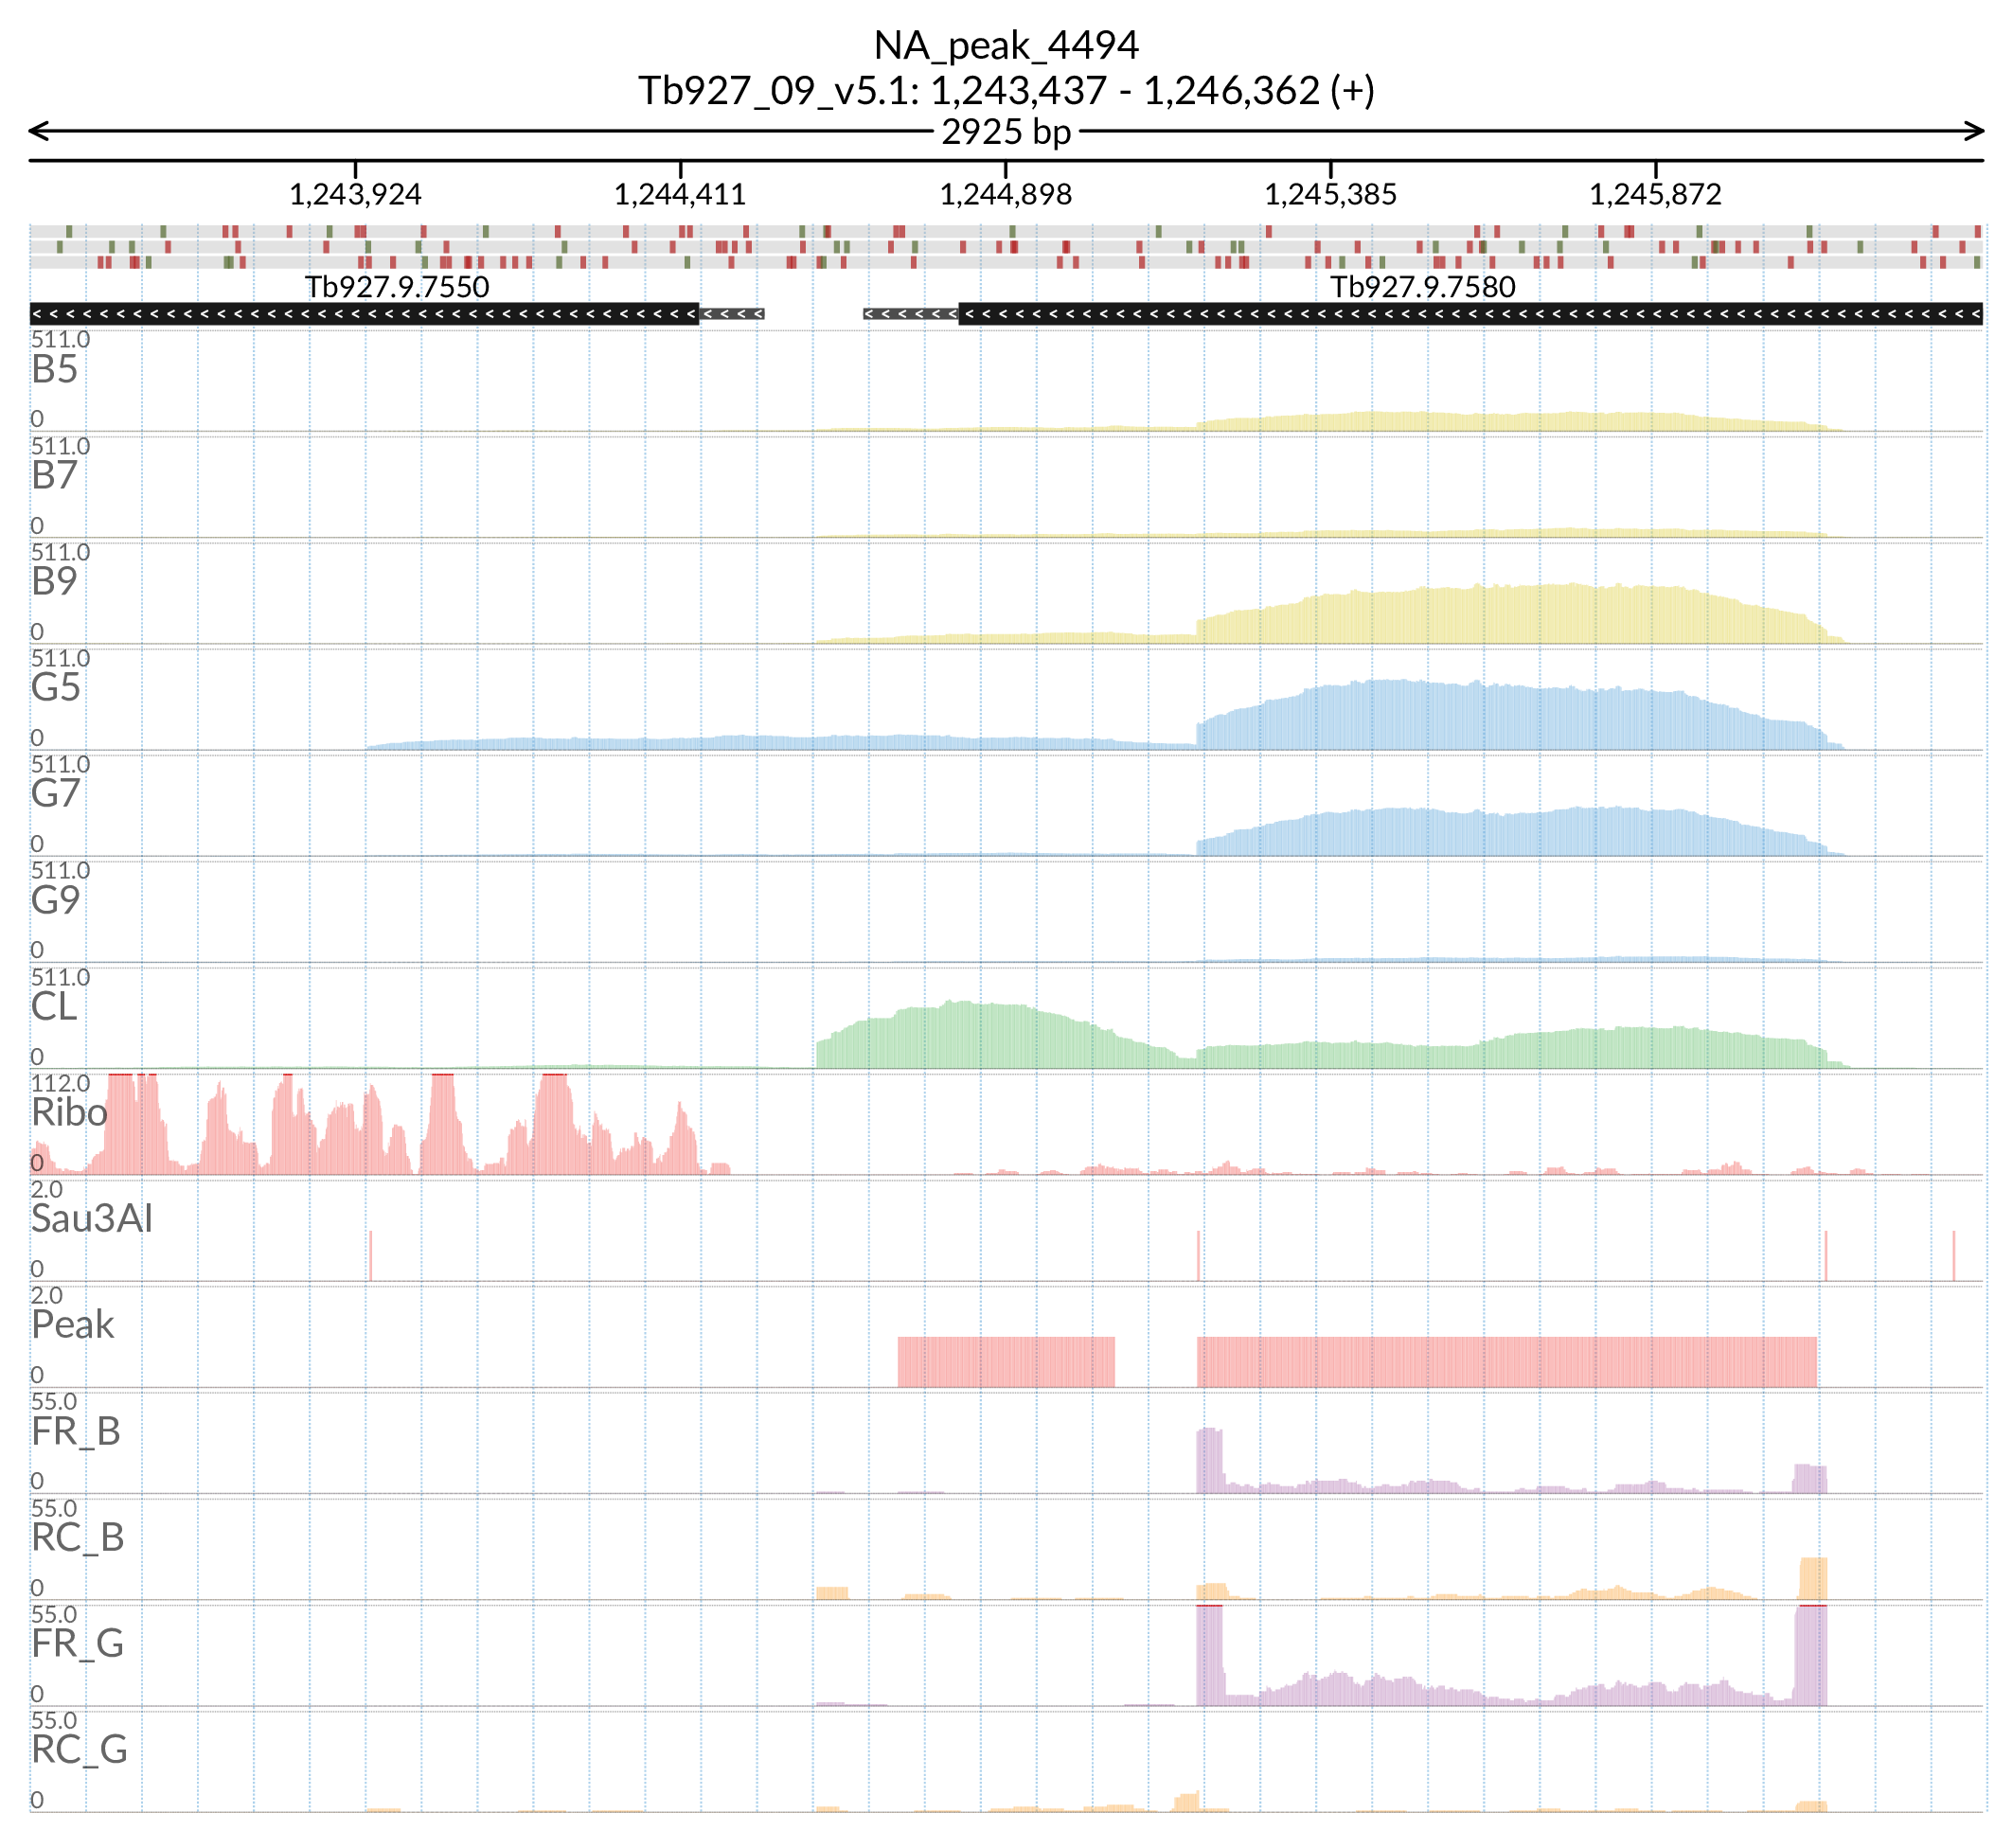 NA_peak_4494
Tb927_09_v5.1: 1,243,437 - 1,246,362 (+)
2925 bp
1,243,924 1,244,411 1,244,898 1,245,385 1,245,872
Tb927.9.7550 Tb927.9.7580
511.0
B5
0
511.0
B7
0
511.0
B9
0
511.0
G5
0
511.0
G7
0
511.0
G9
0
511.0
CL
0
112.0
Ribo
0
2.0
Sau3AI
0
2.0
Peak
0
55.0
FR_B
0
55.0
RC_B
0
55.0
FR_G
0
55.0
RC_G
0